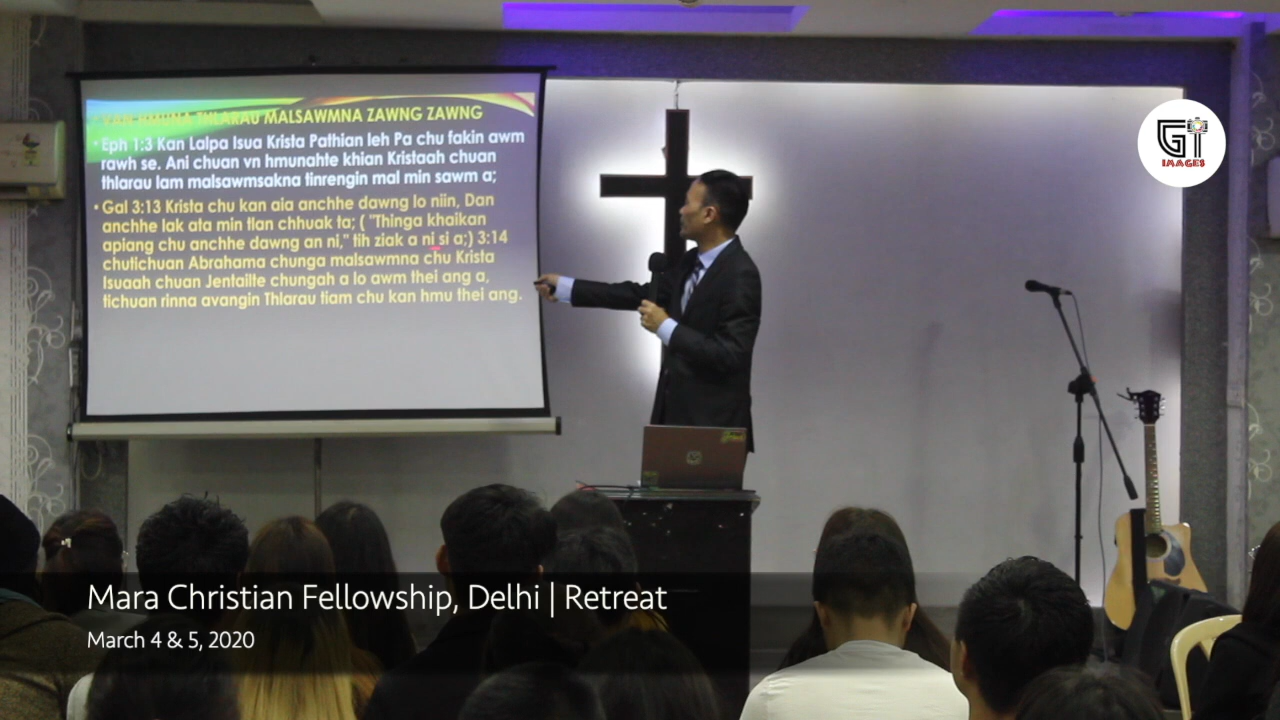 VAN HMUNA THLARAU MALSAWMNA ZAWNG ZAWNG
• Eph 1:3 Kan Lalpa Isua Krista Pathian leh Pa chu fakin awm
rawh se. Ani chuan vn hmunahte khian Kristaah chuan
thlarau lam malsawmsakna tinrengin mal min sawm a;
• Gal 3:13 Krista chu kan aia anchhe dawng lo niin, Dan
anchhe lak ata min tlan chhuak ta; ( "Thinga khaikan
apiang chu anchhe dawng an ni," tih ziak a ni si a;) 3:14
chutichuan Abrahama chunga malsawmna chu Krista
Isuaah chuan Jentailte chungah a lo awm thei ang a,
tichuan rinna avangin Thlarau tiam chu kan hmu thei ang.
GT
IMAGES
Mara Christian Fellowship, Delhi | Retreat
March 4 & 5, 2020